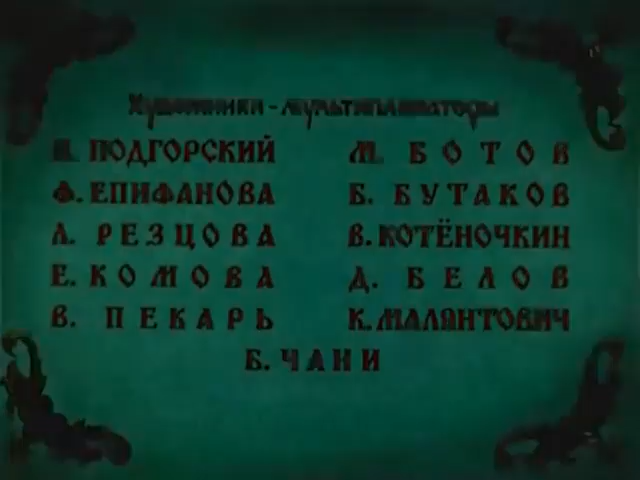 Художники-мультипликаторы
Н. ПОДГОРСКИЙ М. БОТОВ
Ф. ЕПИФАНОВА Б. БУТАКОВ
Л. РЕЗЦОВА В. КОТЁНОЧКИН
Е. КОМОВА Д. БЕЛОВ
В. ПЕКАРЬ К. МАЛЯНТОВИЧ
Б. ЧАНИ